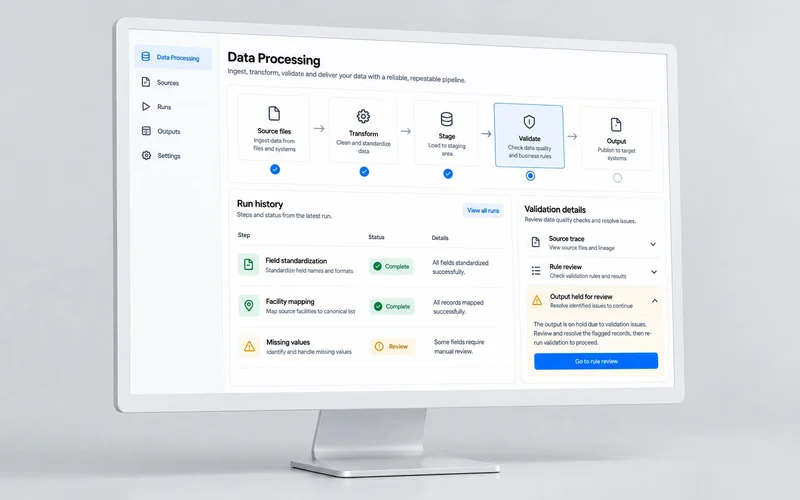 Data Processing
Sources
Runs
Outputs
Settings
Data Processing
Ingest, transform, validate and deliver your data with a reliable, repeatable pipeline.
Source files
Ingest data from
files and systems
Transform
Clean and standardize
data
Stage
Load to staging
area
Validate
Check data quality
and business rules
Output
Publish to target
systems
Run history
Steps and status from the latest run.
View all runs
Step
Status
Details
Field standardization
Standardize field names and formats
Complete
All fields standardized
successfully.
Facility mapping
Map source facilities to canonical list
Complete
All records mapped
successfully.
Missing values
Identify and handle missing values
Review
Some fields require
manual review.
Validation details
Review data quality checks and resolve issues.
Source trace
View source files and lineage
Rule review
Check validation rules and results
Output held for review
Resolve identified issues to continue
The output is on hold due to validation issues.
Review and resolve the flagged records, then re-
run validation to proceed.
Go to rule review